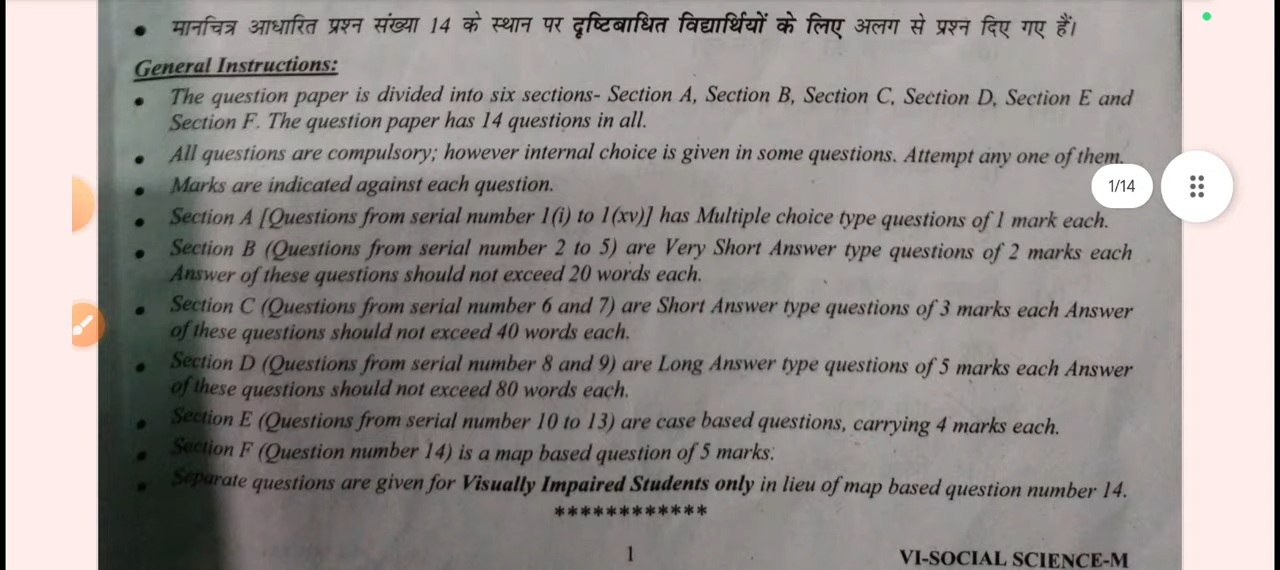 • मानचित्र आधारित प्रश्न संख्या 14 के स्थान पर दृष्टिबाधित विद्यार्थियों के लिए अलग से प्रश्न दिए गए हैं।
General Instructions:
• The question paper is divided into six sections- Section A, Section B, Section C, Section D, Section E and
Section F. The question paper has 14 questions in all.
• All questions are compulsory; however internal choice is given in some questions. Attempt any one of them.
• Marks are indicated against each question.
1/14
• Section A [Questions from serial number 1(i) to 1(xv)] has Multiple choice type questions of 1 mark each.
• Section B (Questions from serial number 2 to 5) are Very Short Answer type questions of 2 marks each
Answer of these questions should not exceed 20 words each.
• Section C (Questions from serial number 6 and 7) are Short Answer type questions of 3 marks each Answer
of these questions should not exceed 40 words each.
• Section D (Questions from serial number 8 and 9) are Long Answer type questions of 5 marks each Answer
of these questions should not exceed 80 words each.
• Section E (Questions from serial number 10 to 13) are case based questions, carrying 4 marks each.
• Section F (Question number 14) is a map based question of 5 marks.
• Separate questions are given for Visually Impaired Students only in lieu of map based question number 14.
************
1
VI-SOCIAL SCIENCE-M